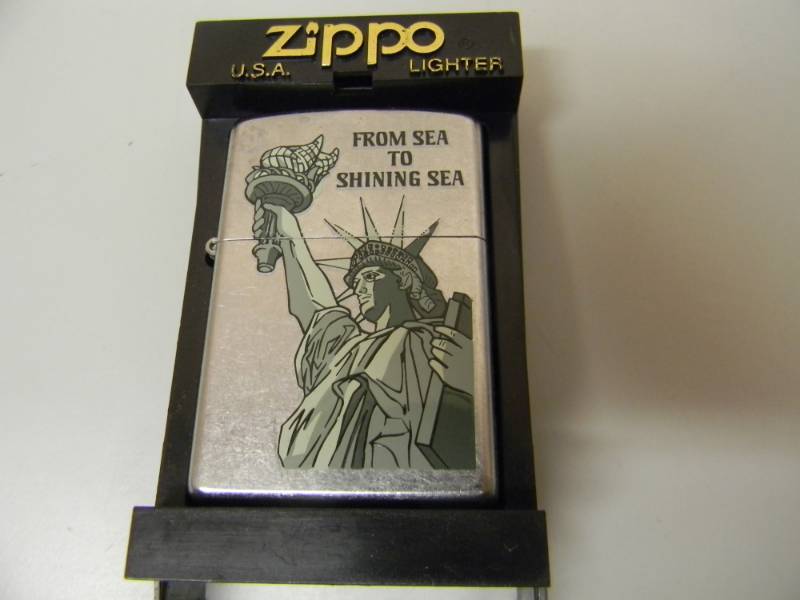 zippo
U.S.A. LIGHTER
FROM SEA
TO
SHINING SEA